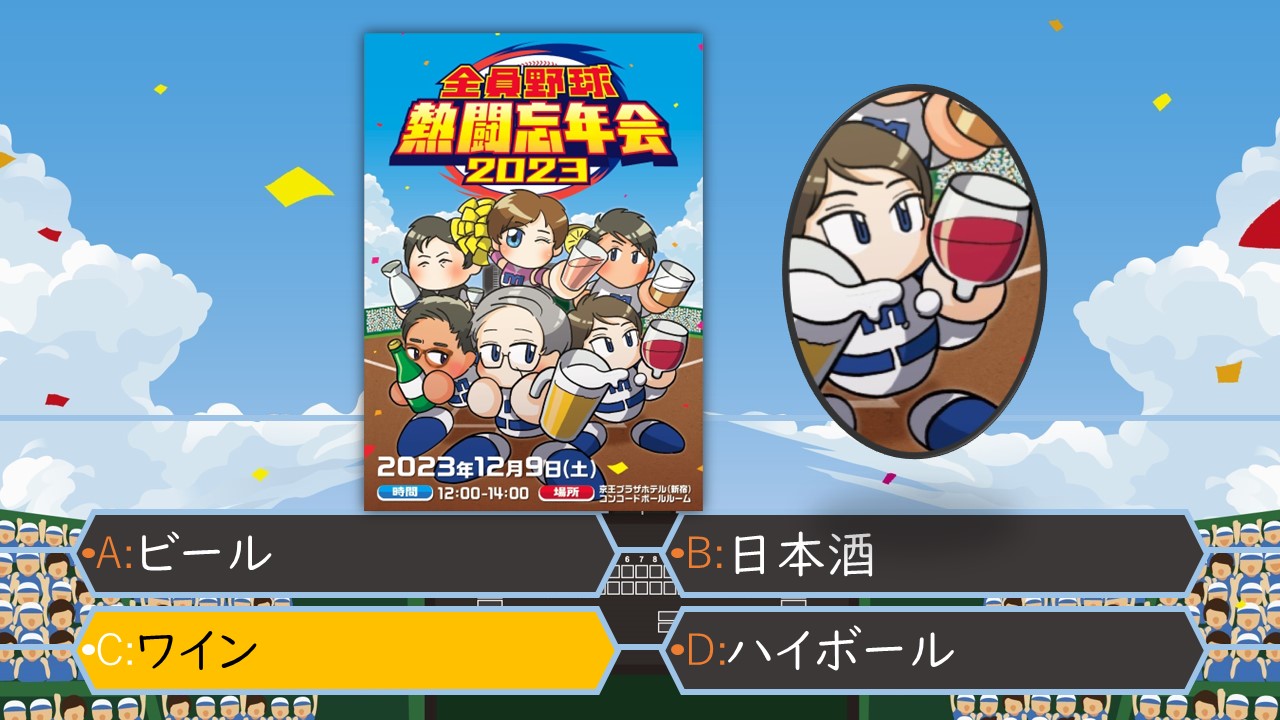 全員野球
熱闘忘年会
2023
2023年12月9日(土)
時間 12:00-14:00 場所 京王プラザホテル(新宿)
コンコードボールルーム
A:ビール
B:日本酒
6 7 8
C:ワイン
D:ハイボール